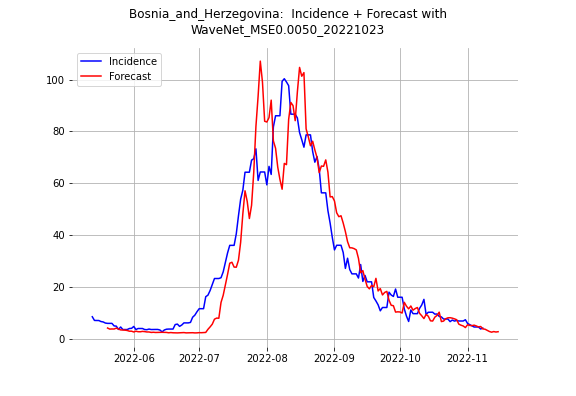 Bosnia_and_Herzegovina:  Incidence + Forecast with
WaveNet_MSE0.0050_20221023
Incidence
Forecast
100
80
60
40
20
0
2022-06 2022-07 2022-08 2022-09 2022-10 2022-11